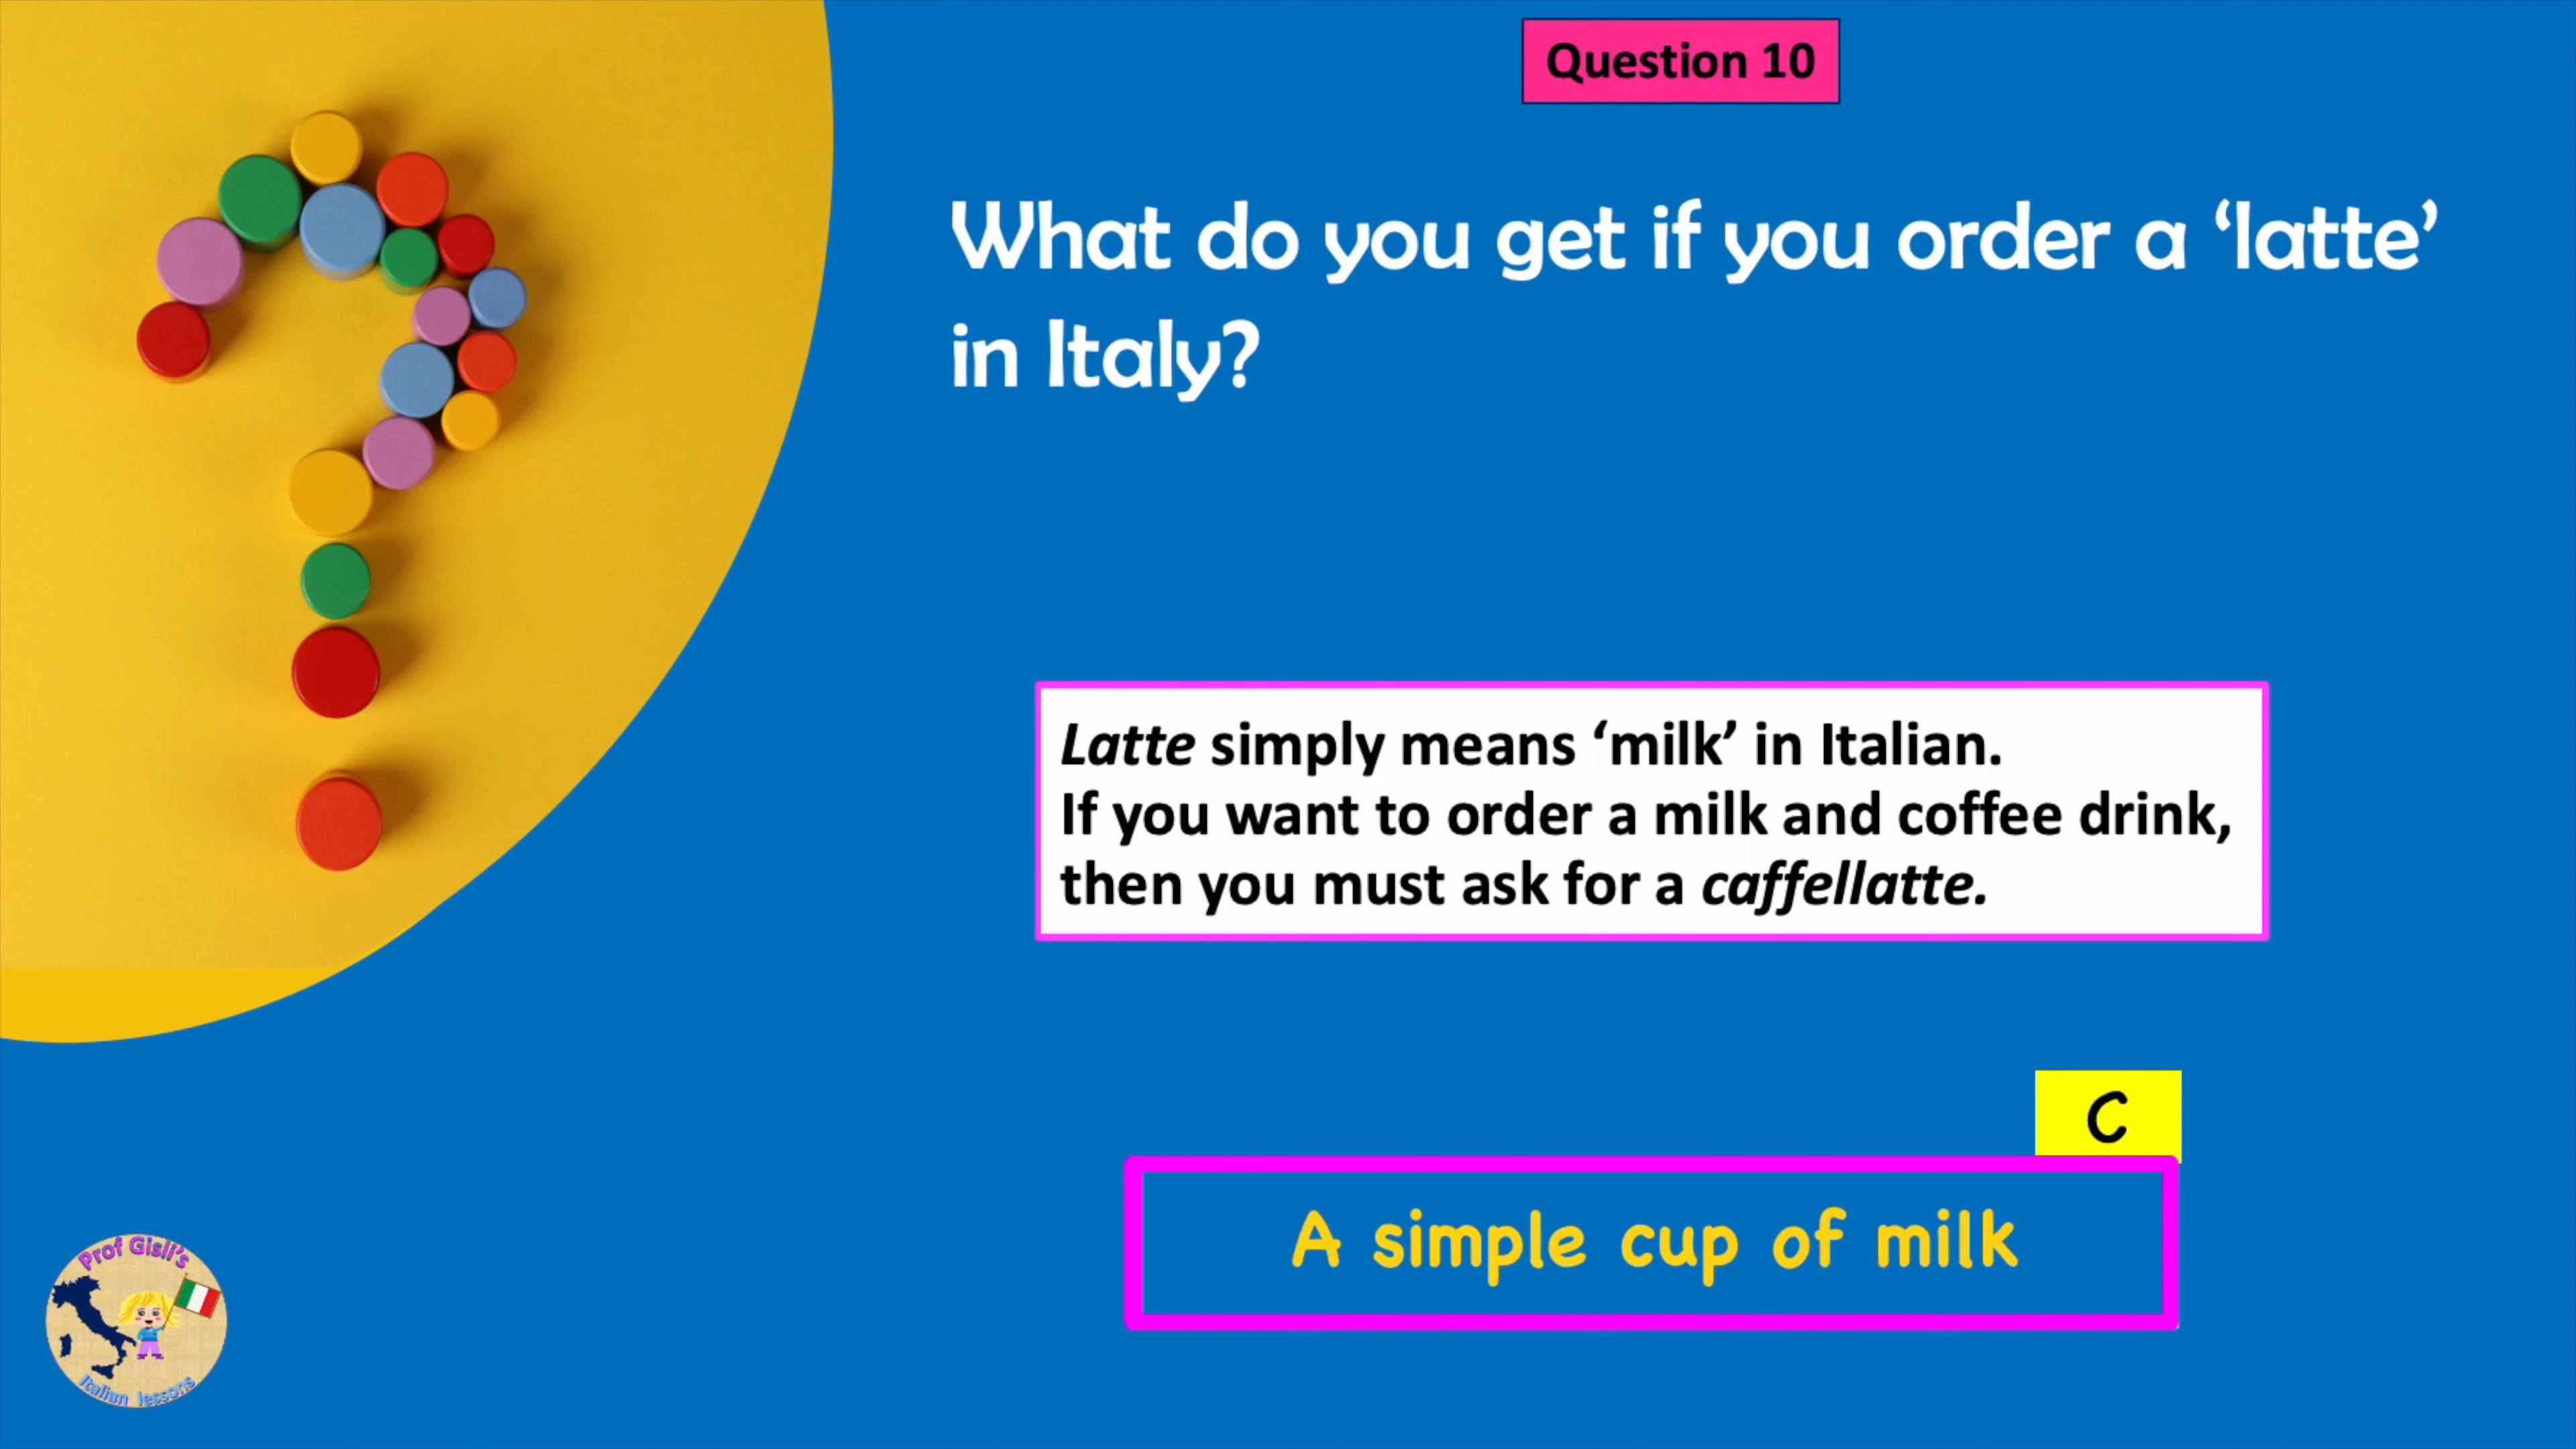 Question 10
What do you get if you order a ‘latte’
in Italy?
Latte simply means ‘milk’ in Italian.
If you want to order a milk and coffee drink,
then you must ask for a caffellatte.
C
A simple cup of milk
Prof Gisli's
Italian lessons